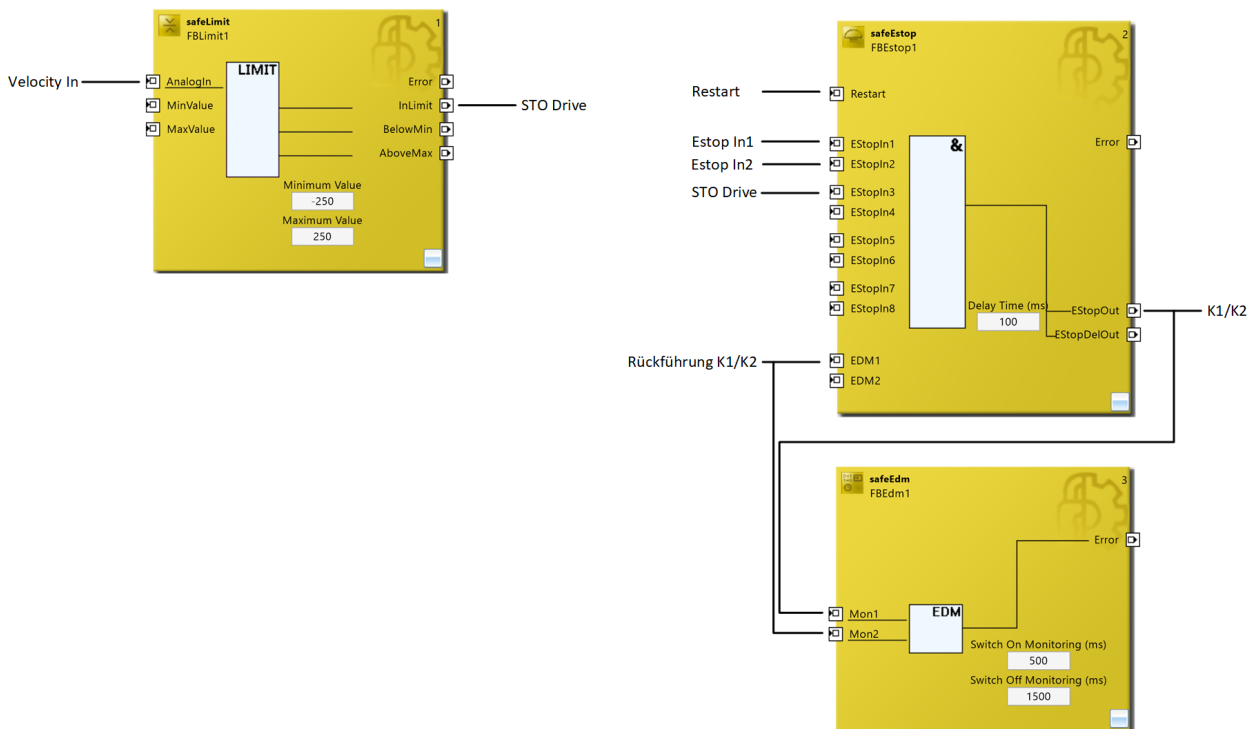 safeLimit
FBLimit1
1
Velocity In
AnalogIn
MinValue
MaxValue
LIMIT
Error
InLimit
BelowMin
AboveMax
STO Drive
Minimum Value
-250
Maximum Value
250
safeEstop
FBEstop1
2
Restart
Restart
Estop In1
EStopIn1
Estop In2
EStopIn2
STO Drive
EStopIn3
EStopIn4
EStopIn5
EStopIn6
EStopIn7
EStopIn8
&
Error
Delay Time (ms)
100
EStopOut
EStopDelOut
K1/K2
Rückführung K1/K2
EDM1
EDM2
safeEdm
FBEdm1
3
Error
Mon1
Mon2
EDM
Switch On Monitoring (ms)
500
Switch Off Monitoring (ms)
1500